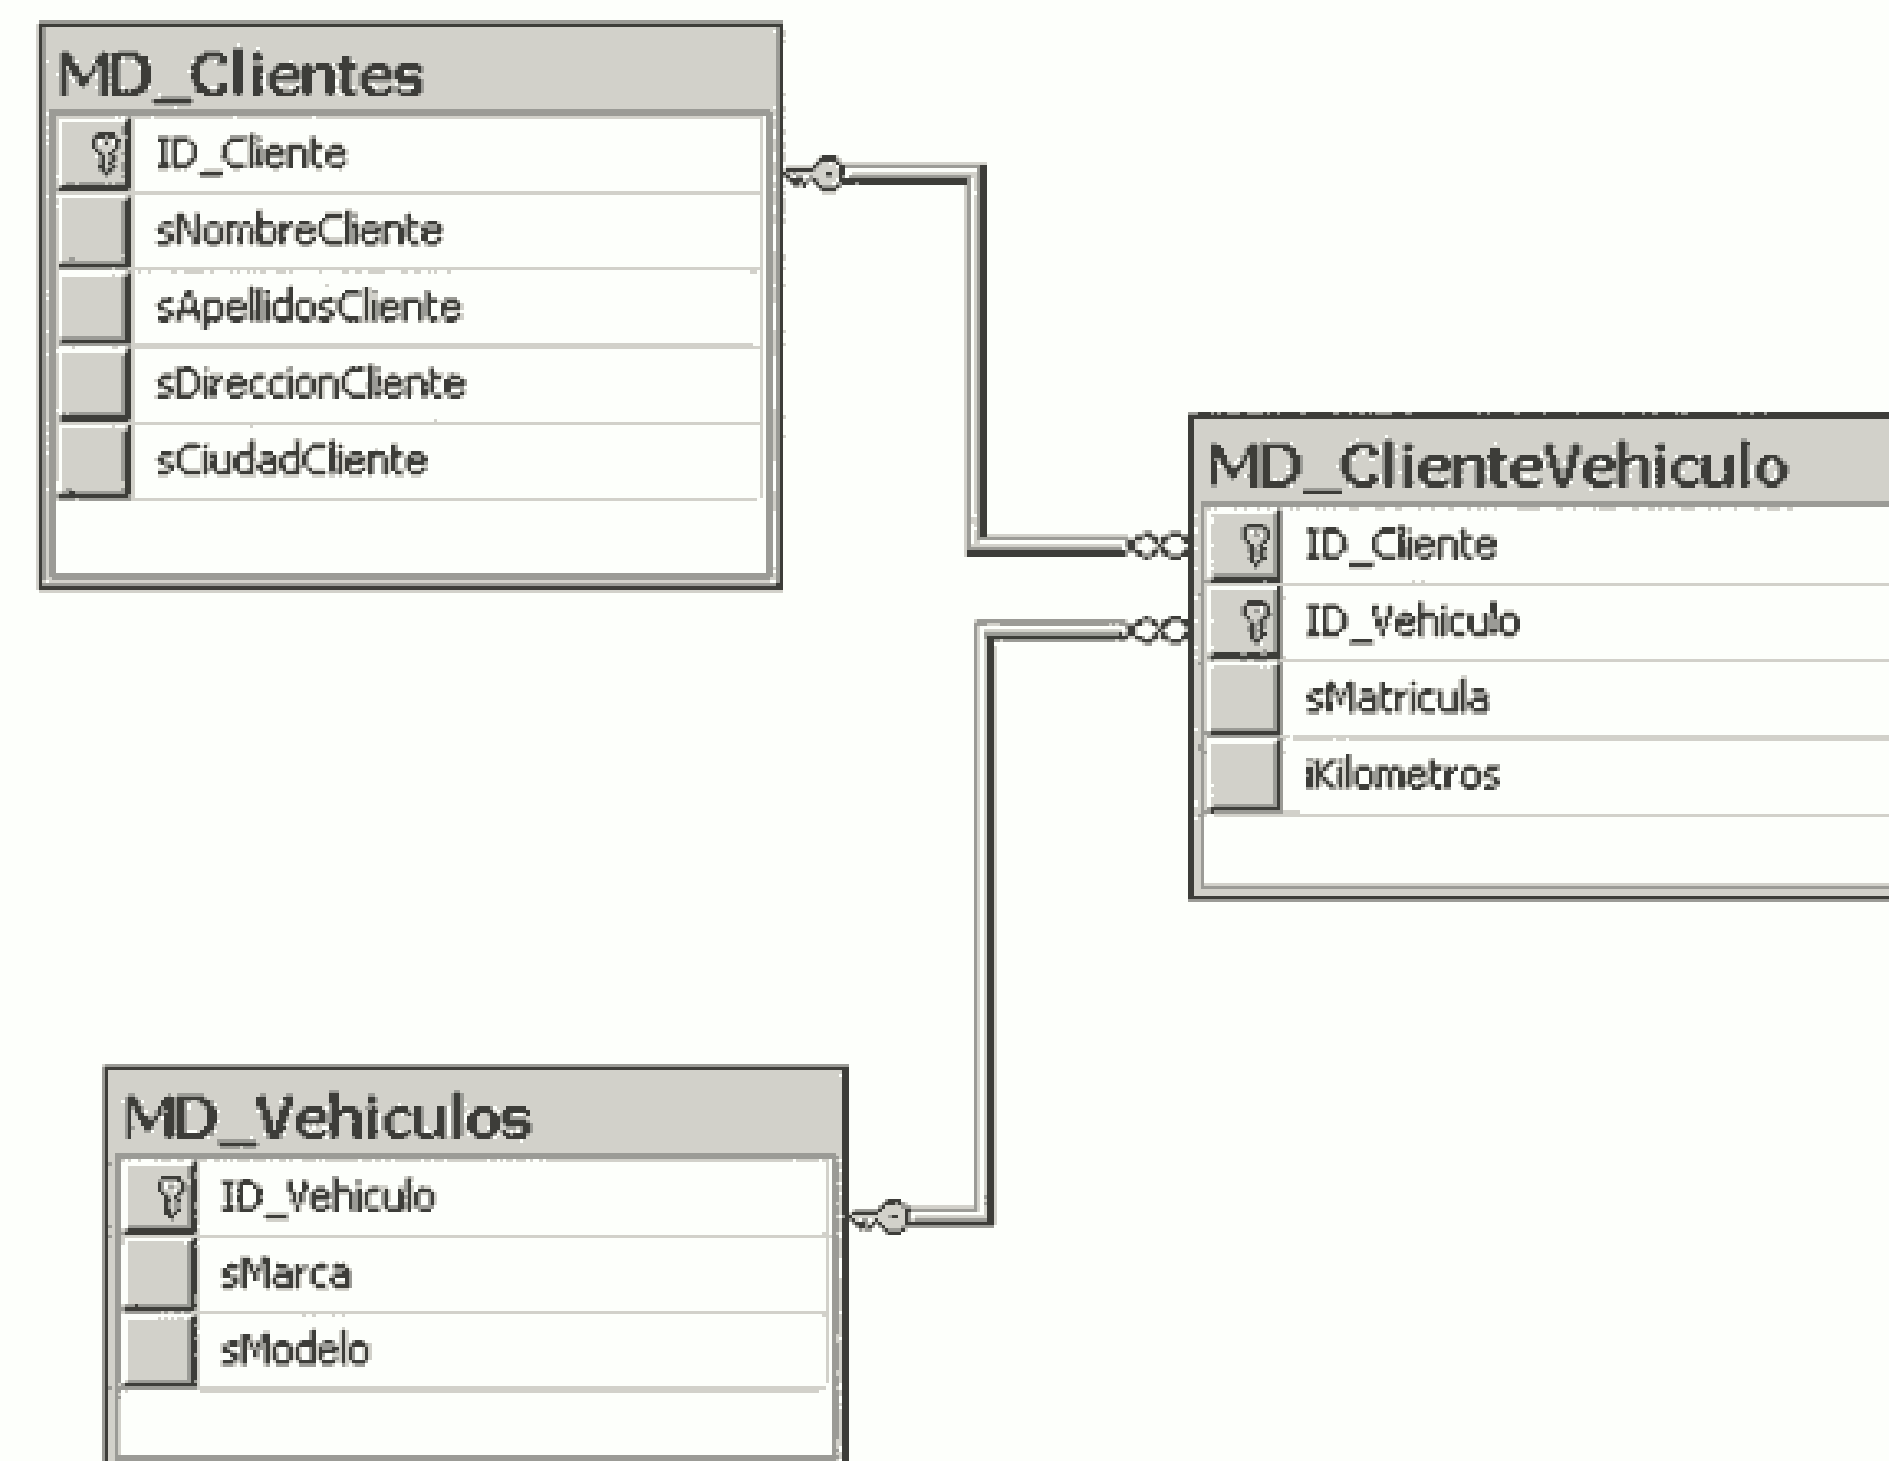 MD_Clientes
ID_Cliente
sNombreCliente
sApellidosCliente
sDireccionCliente
sCiudadCliente
MD_ClienteVehiculo
ID_Cliente
ID_Vehiculo
sMatricula
iKilometros
MD_Vehiculos
ID_Vehiculo
sMarca
sModelo